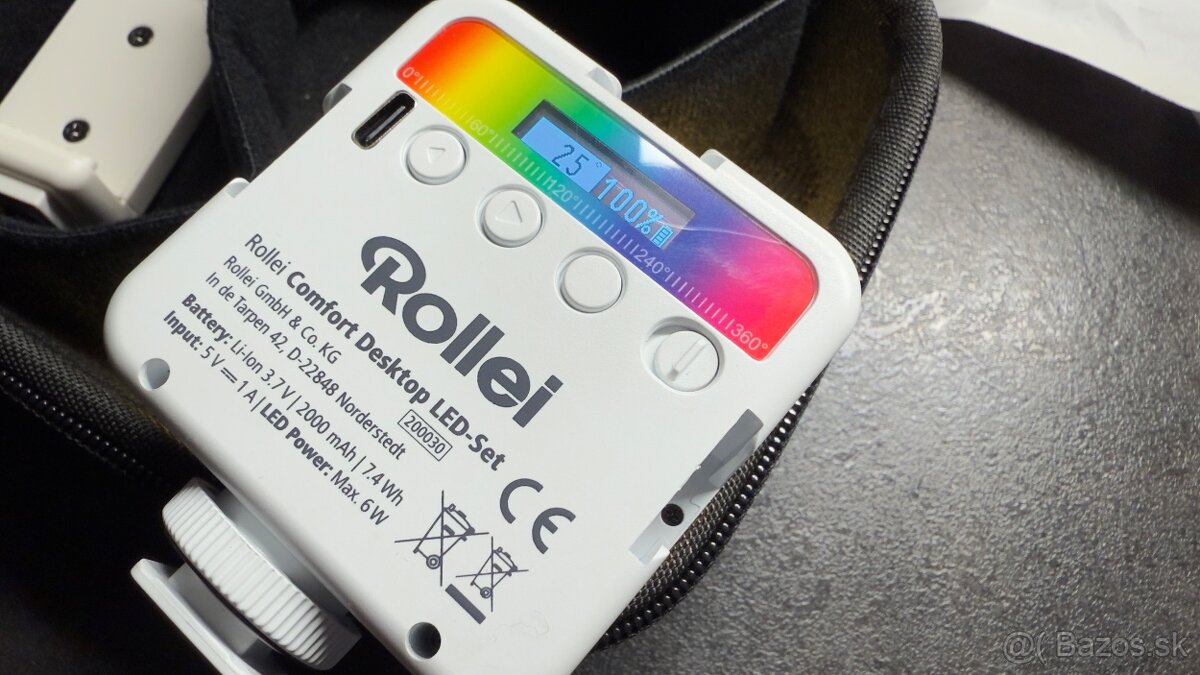 0° 60° 120° 240° 360°
25° 100%
Rollei
Rollei Comfort Desktop LED-Set
Rollei GmbH & Co. KG 200030
In de Tarpen 42, D-22848 Norderstedt
Battery: Li-Ion 3,7 V | 2000 mAh | 7.4 Wh
Input: 5 V ⎓ 1 A | LED Power: Max. 6 W
CE
@( Bazos.sk